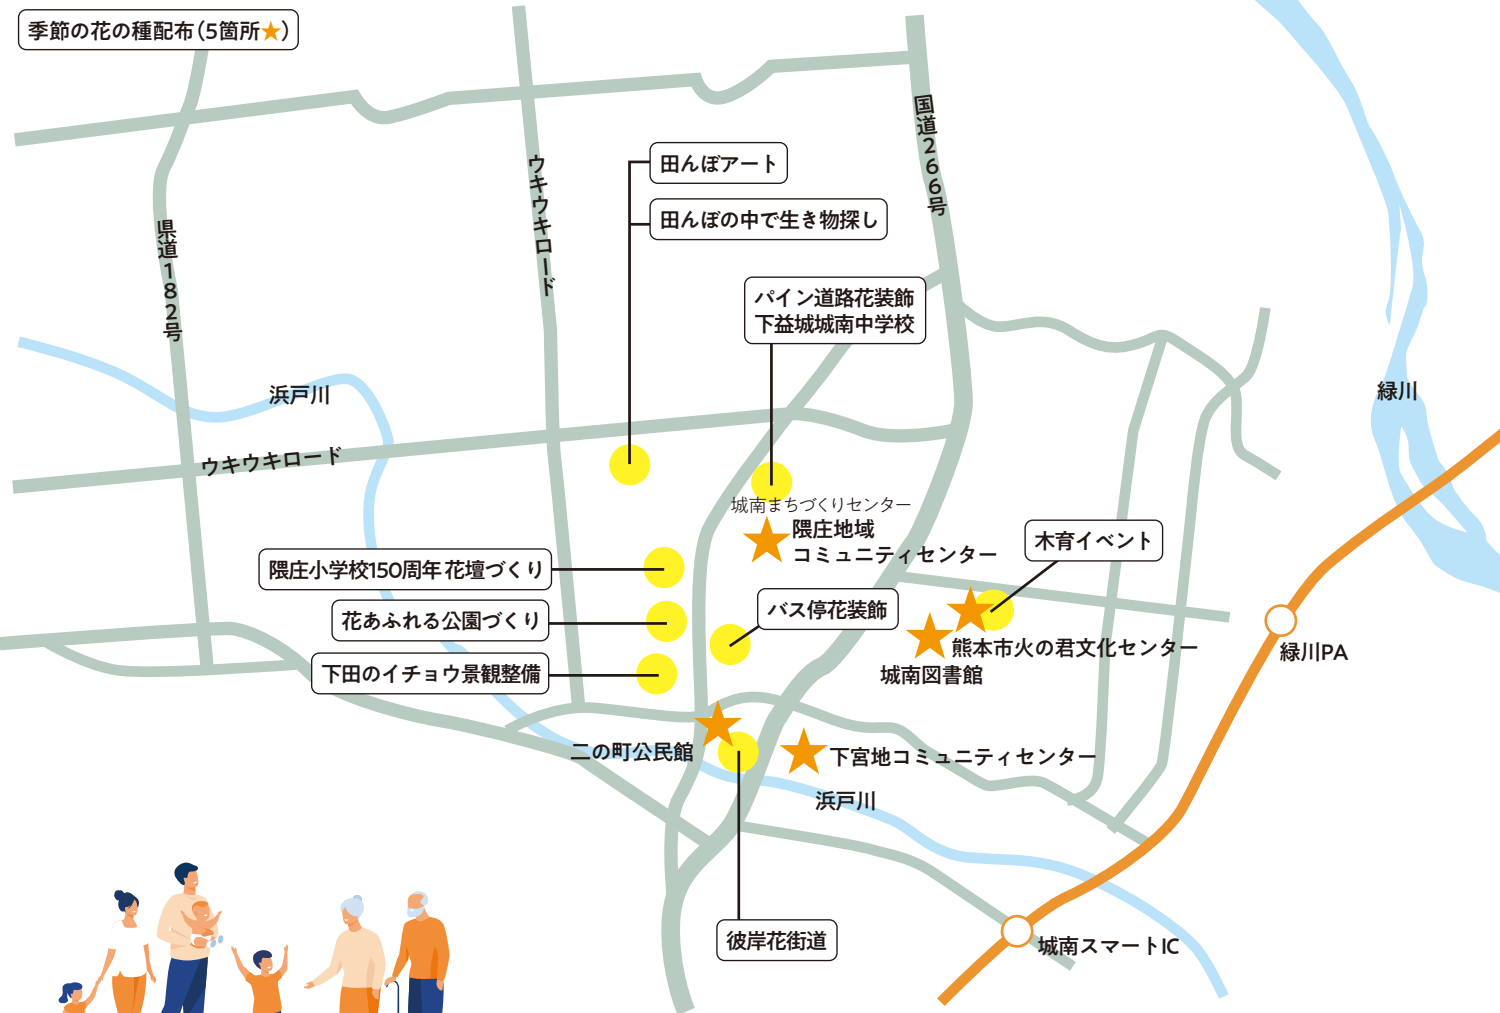 季節の花の種配布（5箇所★）
国道266号
ウキウキロード
田んぼアート
田んぼの中で生き物探し
県道182号
パイン道路花装飾
下益城城南中学校
浜戸川
緑川
ウキウキロード
城南まちづくりセンター
隈庄地域
コミュニティセンター
木育イベント
隈庄小学校150周年 花壇づくり
花あふれる公園づくり
バス停花装飾
下田のイチョウ景観整備
熊本市火の君文化センター
城南図書館
緑川PA
二の町公民館
下宮地コミュニティセンター
浜戸川
彼岸花街道
城南スマートIC